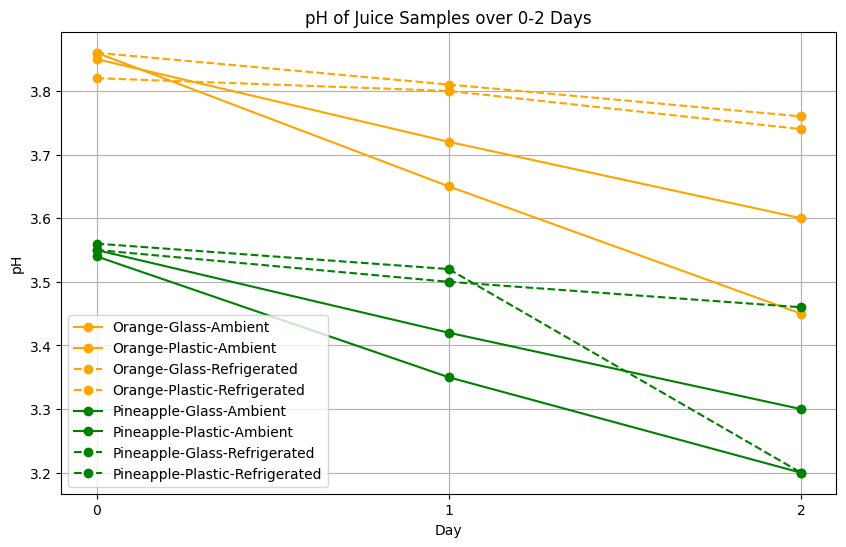 pH of Juice Samples over 0-2 Days
pH
3.8
3.7
3.6
3.5
3.4
3.3
3.2
Orange-Glass-Ambient
Orange-Plastic-Ambient
Orange-Glass-Refrigerated
Orange-Plastic-Refrigerated
Pineapple-Glass-Ambient
Pineapple-Plastic-Ambient
Pineapple-Glass-Refrigerated
Pineapple-Plastic-Refrigerated
0 1 2
Day